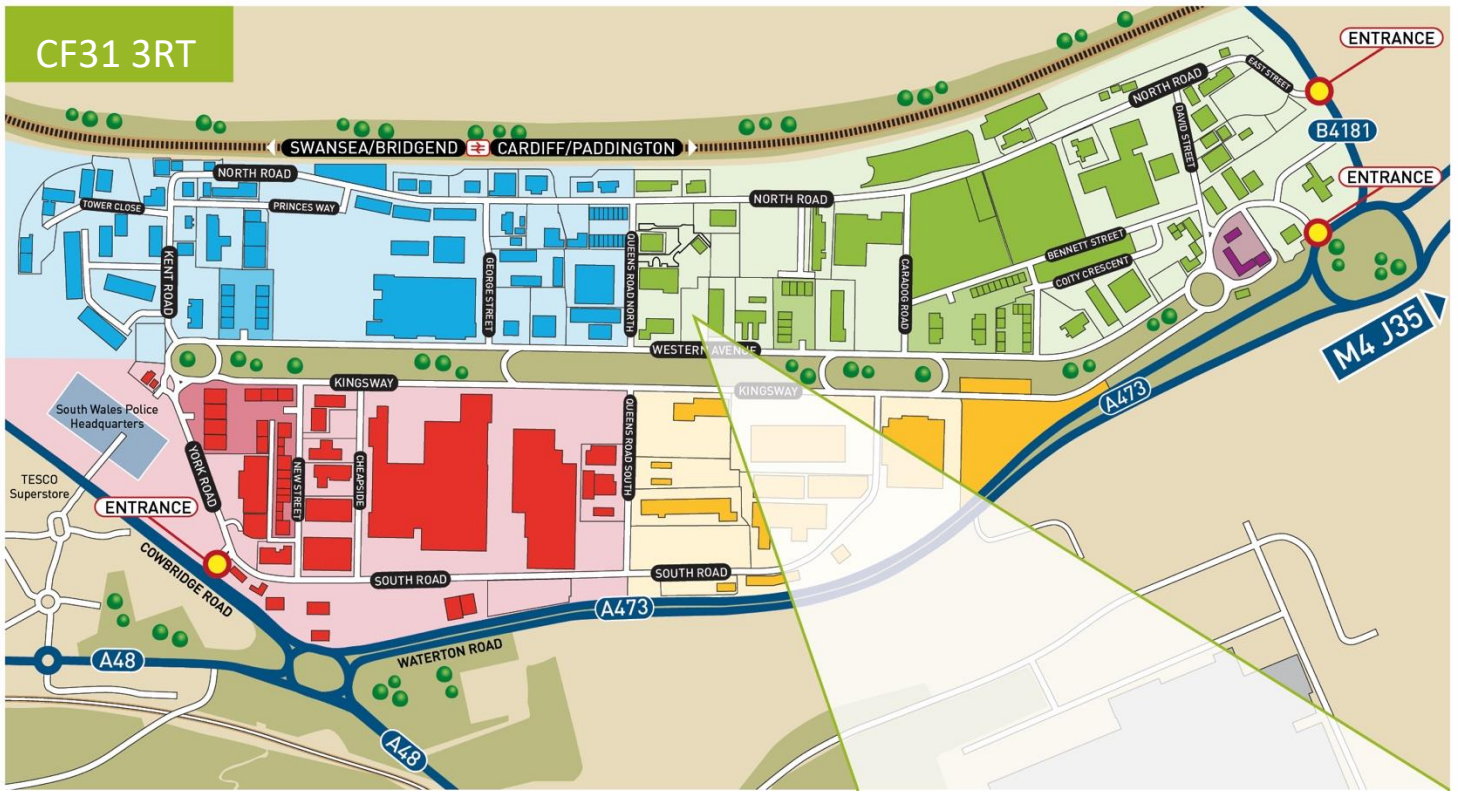 CF31 3RT
ENTRANCE
EAST STREET
NORTH ROAD
B4181
DAVID STREET
SWANSEA/BRIDGEND
CARDIFF/PADDINGTON
NORTH ROAD
ENTRANCE
TOWER CLOSE
PRINCES WAY
NORTH ROAD
KENT ROAD
GEORGE STREET
QUEENS ROAD NORTH
CARADOG ROAD
BENNETT STREET
COITY CRESCENT
M4 J35
WESTERN AVENUE
KINGSWAY
KINGSWAY
A473
South Wales Police
Headquarters
YORK ROAD
NEW STREET
CHEAPSIDE
QUEENS ROAD SOUTH
TESCO
Superstore
ENTRANCE
COWBRIDGE ROAD
SOUTH ROAD
SOUTH ROAD
A473
WATERTON ROAD
A48
A48